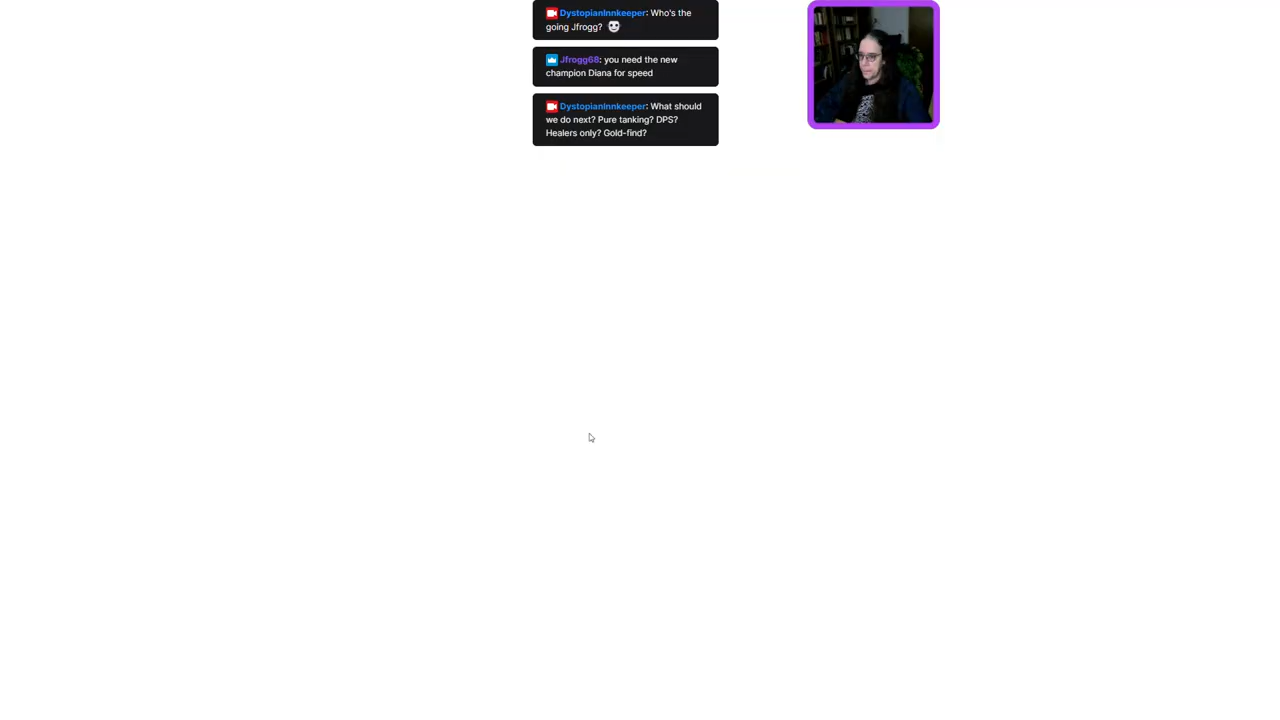 DystopianInnkeeper: Who's the
going Jfrogg?
Jfrogg68: you need the new
champion Diana for speed
DystopianInnkeeper: What should
we do next? Pure tanking? DPS?
Healers only? Gold-find?